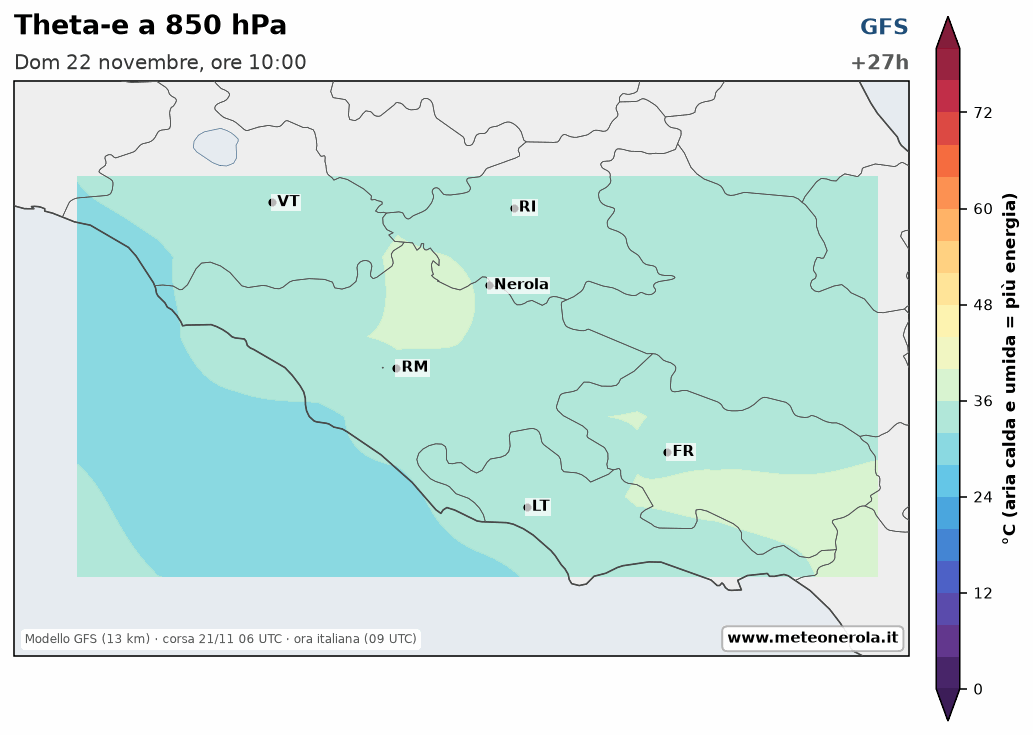 Theta-e a 850 hPa
GFS
Dom 22 novembre, ore 10:00
+27h
VT
RI
Nerola
RM
FR
LT
72
60
48
36
24
12
0
°C (aria calda e umida = più energia)
Modello GFS (13 km) · corsa 21/11 06 UTC · ora italiana (09 UTC)
www.meteonerola.it